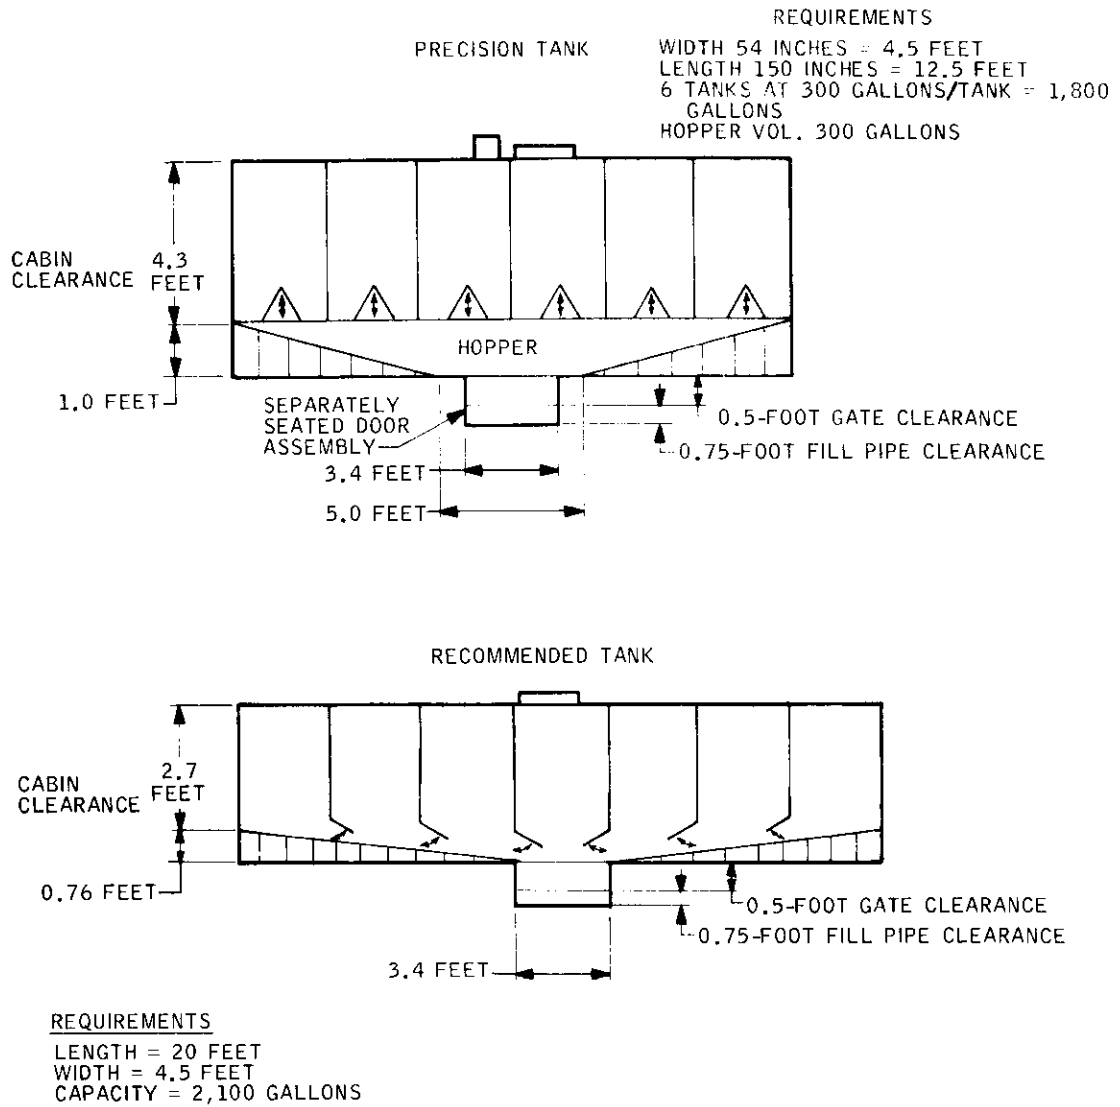 REQUIREMENTS
PRECISION TANK
WIDTH 54 INCHES = 4.5 FEET
LENGTH 150 INCHES = 12.5 FEET
6 TANKS AT 300 GALLONS/TANK = 1,800
GALLONS
HOPPER VOL. 300 GALLONS
CABIN
CLEARANCE
4.3
FEET
HOPPER
1.0 FEET
SEPARATELY
SEATED DOOR
ASSEMBLY
0.5-FOOT GATE CLEARANCE
0.75-FOOT FILL PIPE CLEARANCE
3.4 FEET
5.0 FEET
RECOMMENDED TANK
CABIN
CLEARANCE
2.7
FEET
0.76 FEET
0.5-FOOT GATE CLEARANCE
0.75-FOOT FILL PIPE CLEARANCE
3.4 FEET
REQUIREMENTS
LENGTH = 20 FEET
WIDTH = 4.5 FEET
CAPACITY = 2,100 GALLONS